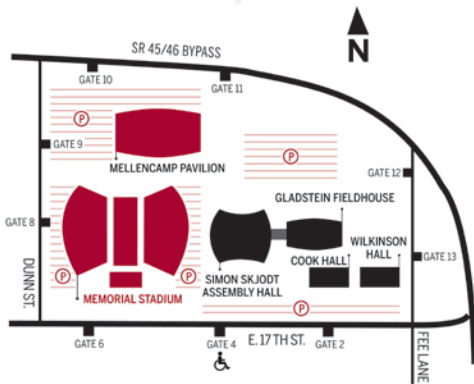 N
SR 45/46 BYPASS
GATE 10
GATE 11
P
GATE 9
P
MELLENCAMP PAVILION
GATE 12
GLADSTEIN FIELDHOUSE
GATE 8
WILKINSON
HALL
COOK HALL
GATE 13
DUNN ST.
P
P
SIMON SKJODT
ASSEMBLY HALL
MEMORIAL STADIUM
P
E. 17 TH ST.
GATE 6
GATE 4
GATE 2
FEE LANE